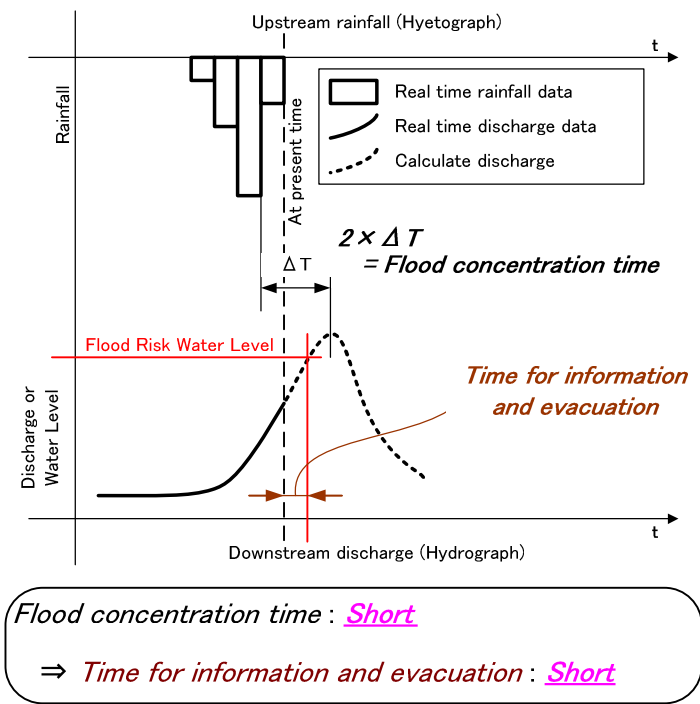 Upstream rainfall (Hyetograph)
t
Rainfall
Real time rainfall data
Real time discharge data
Calculate discharge
At present time
2×ΔT
= Flood concentration time
ΔT
Flood Risk Water Level
Time for information
and evacuation
Discharge or
Water Level
t
Downstream discharge (Hydrograph)
Flood concentration time : Short
⇒ Time for information and evacuation : Short